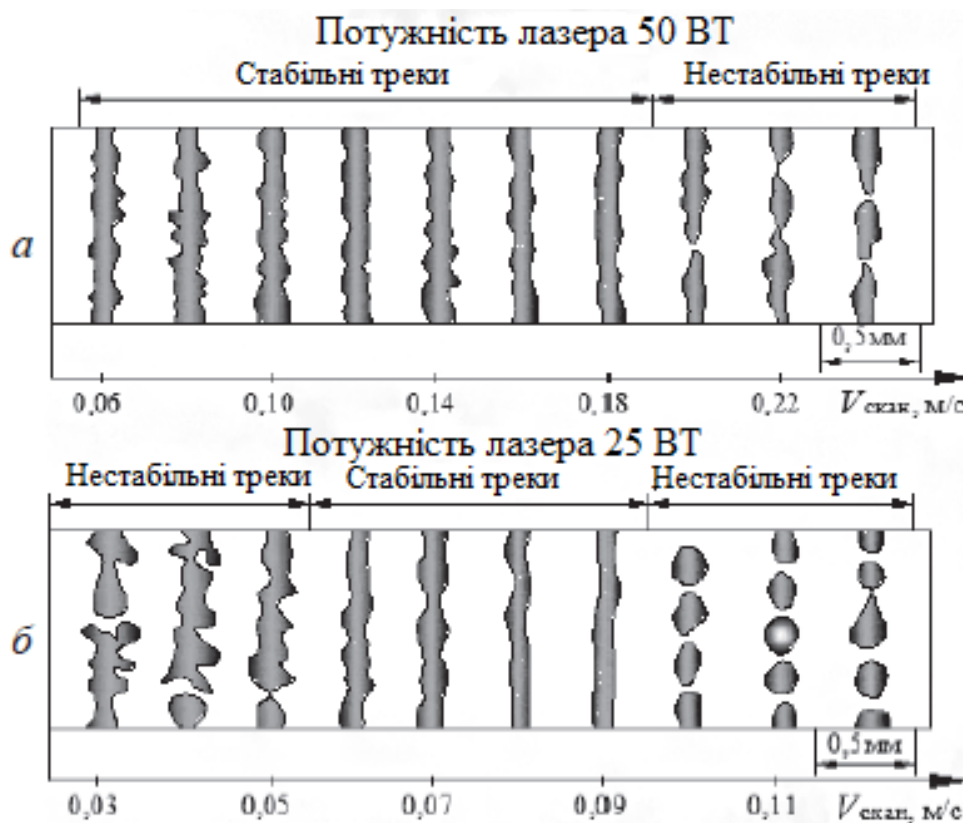 Потужність лазера 50 ВТ
Стабільні треки Нестабільні треки
а
0,5 мм
0,06 0,10 0,14 0,18 0,22 Vскан, м/с
Потужність лазера 25 ВТ
Нестабільні треки Стабільні треки Нестабільні треки
б
0,5 мм
0,03 0,05 0,07 0,09 0,11 Vскан, м/с